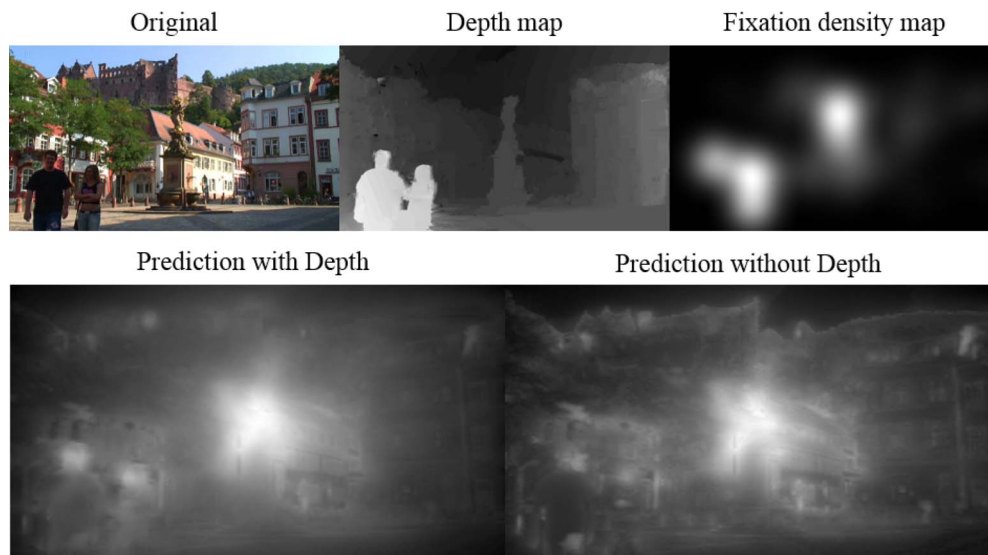 Original
Depth map
Fixation density map
Prediction with Depth
Prediction without Depth